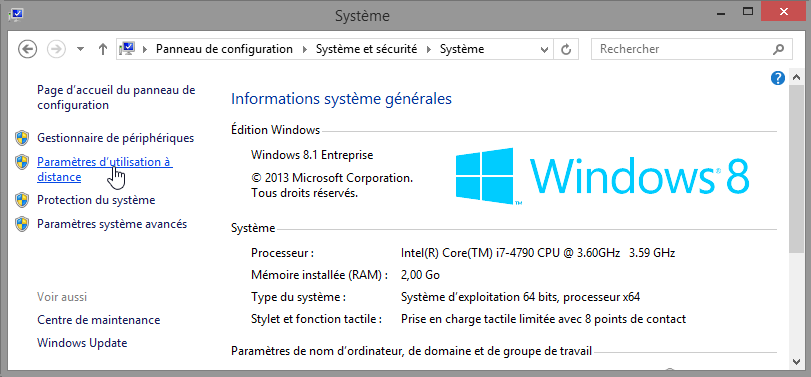 Système
Panneau de configuration Système et sécurité Système Rechercher
Page d'accueil du panneau de
configuration
Gestionnaire de périphériques
Paramètres d'utilisation à
distance
Protection du système
Paramètres système avancés
Voir aussi
Centre de maintenance
Windows Update
Informations système générales
Édition Windows
Windows 8.1 Entreprise
© 2013 Microsoft Corporation.
Tous droits réservés.
Windows® 8
Système
Processeur : Intel(R) Core(TM) i7-4790 CPU @ 3.60GHz 3.59 GHz
Mémoire installée (RAM) : 2,00 Go
Type du système : Système d'exploitation 64 bits, processeur x64
Stylet et fonction tactile : Prise en charge tactile limitée avec 8 points de contact
Paramètres de nom d'ordinateur, de domaine et de groupe de travail